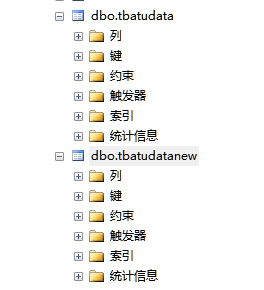 dbo.tbatudata
列
键
约束
触发器
索引
统计信息
dbo.tbatudatanew
列
键
约束
触发器
索引
统计信息